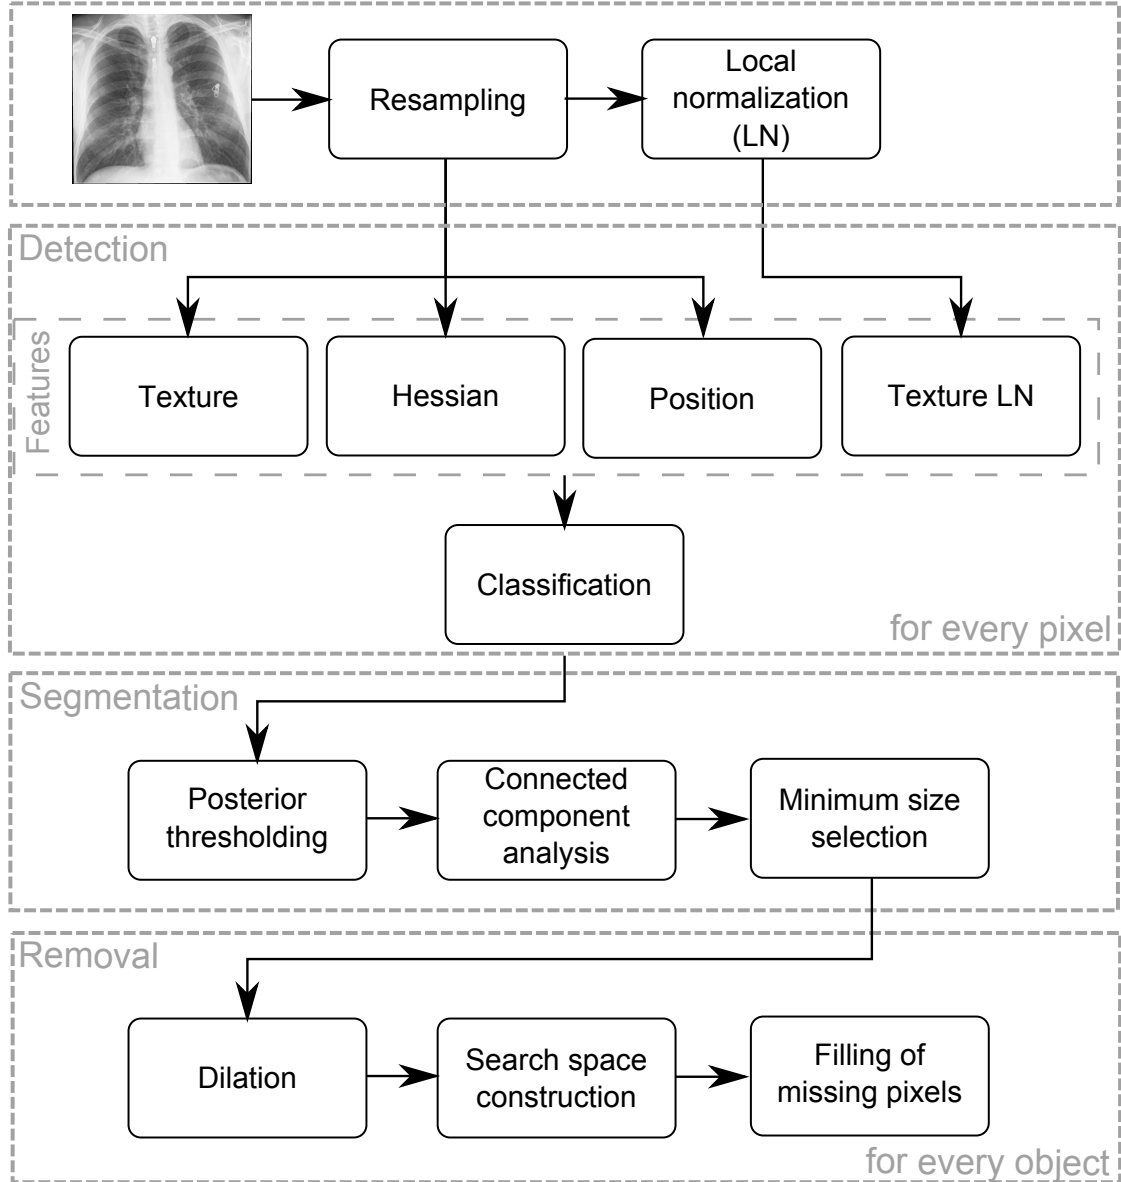 Resampling
Local
normalization
(LN)
Detection
Features
Texture
Hessian
Position
Texture LN
Classification
for every pixel
Segmentation
Posterior
thresholding
Connected
component
analysis
Minimum size
selection
Removal
Dilation
Search space
construction
Filling of
missing pixels
for every object